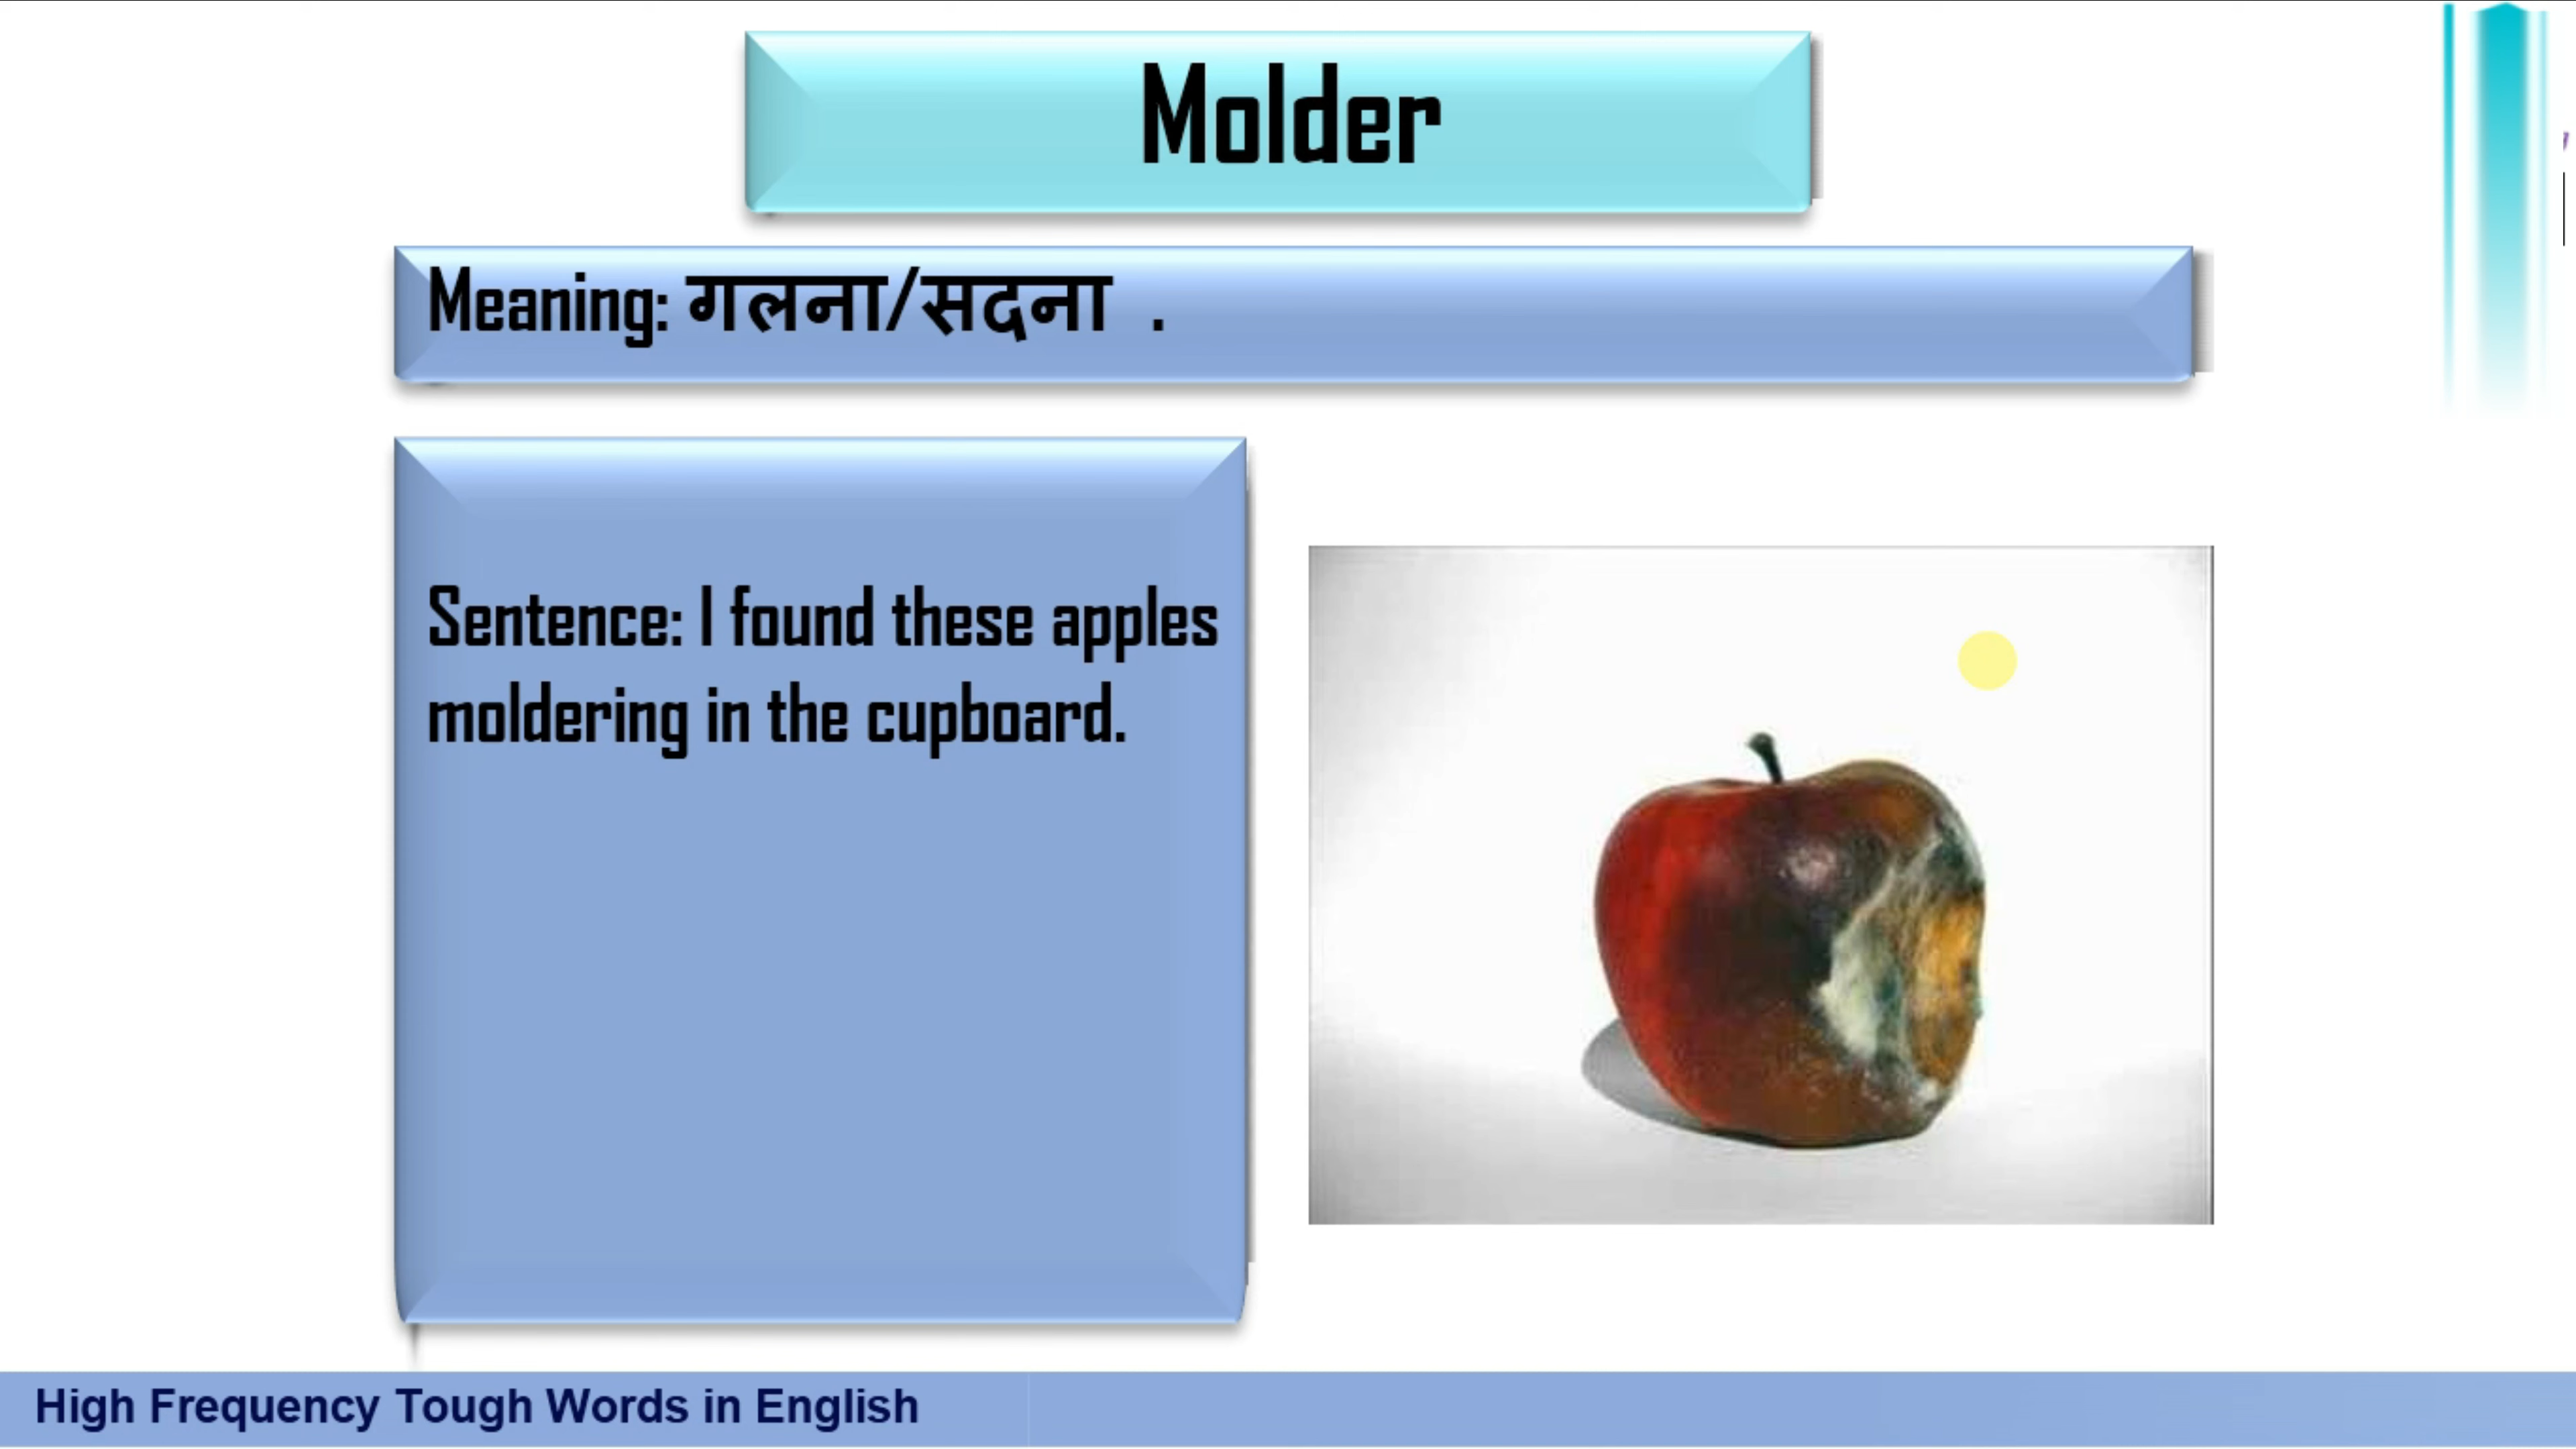 Molder
Meaning: गलना/सदना .
Sentence: I found these apples
moldering in the cupboard.
High Frequency Tough Words in English